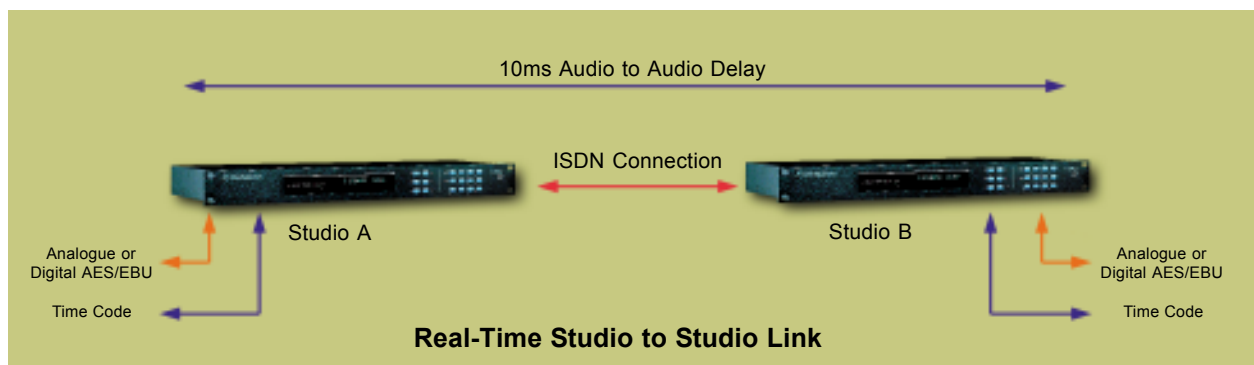 10ms Audio to Audio Delay
ISDN Connection
Studio A
Studio B
Analogue or
Digital AES/EBU
Time Code
Analogue or
Digital AES/EBU
Time Code
Real-Time Studio to Studio Link